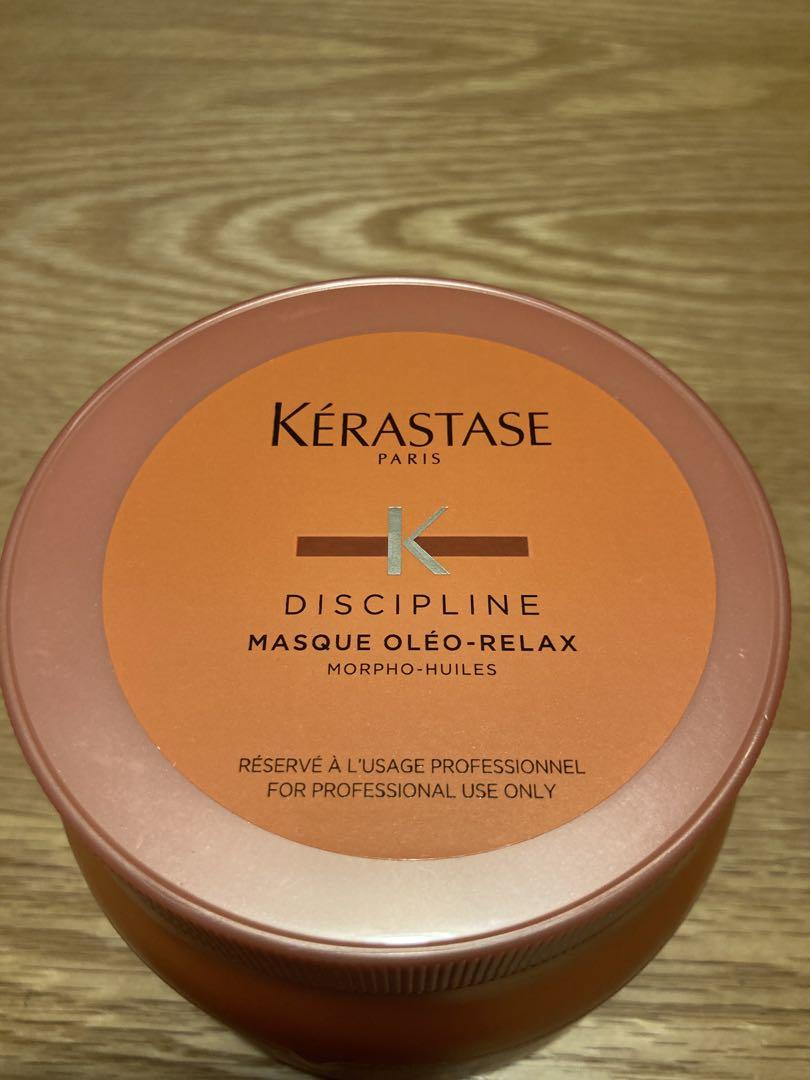 KÉRASTASE
PARIS
K
DISCIPLINE
MASQUE OLÉO-RELAX
MORPHO-HUILES
RÉSERVÉ À L'USAGE PROFESSIONNEL
FOR PROFESSIONAL USE ONLY